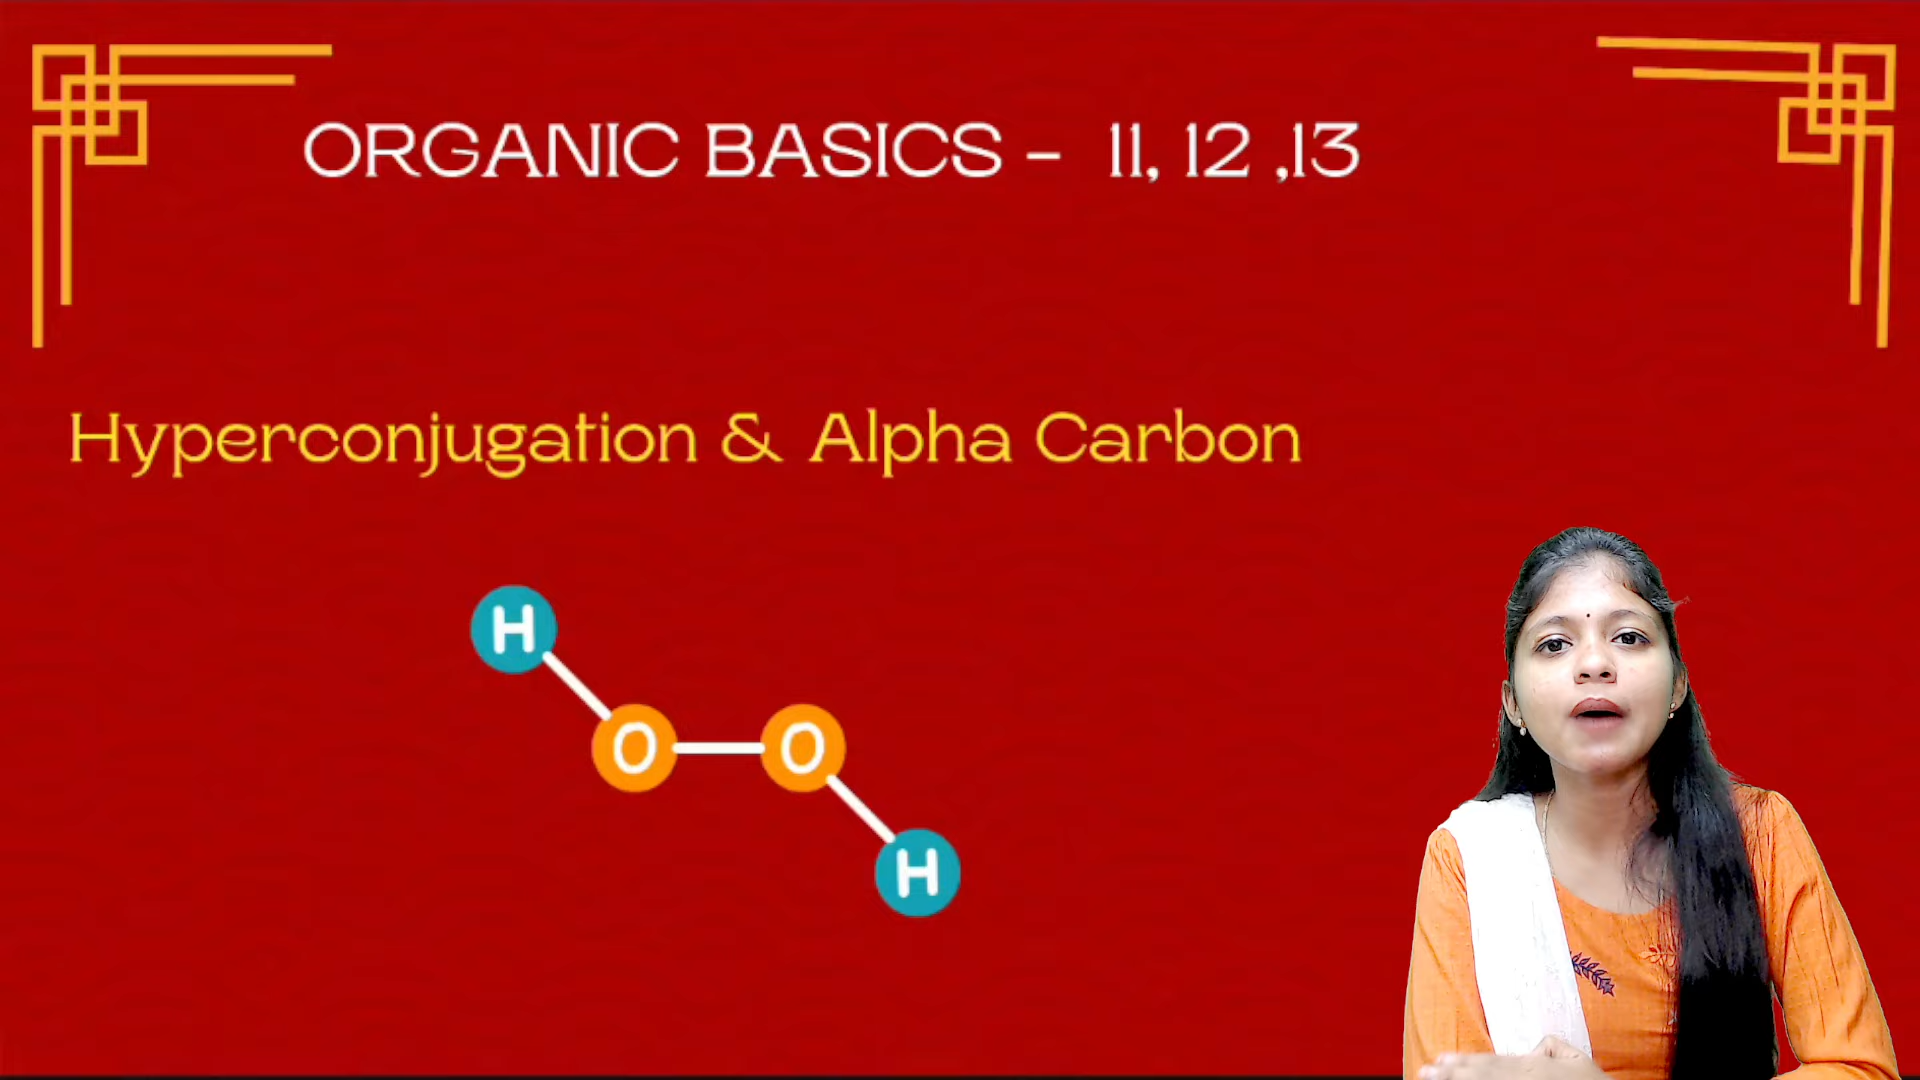 ORGANIC BASICS - 11, 12 ,13
Hyperconjugation & Alpha Carbon
H
O O
H